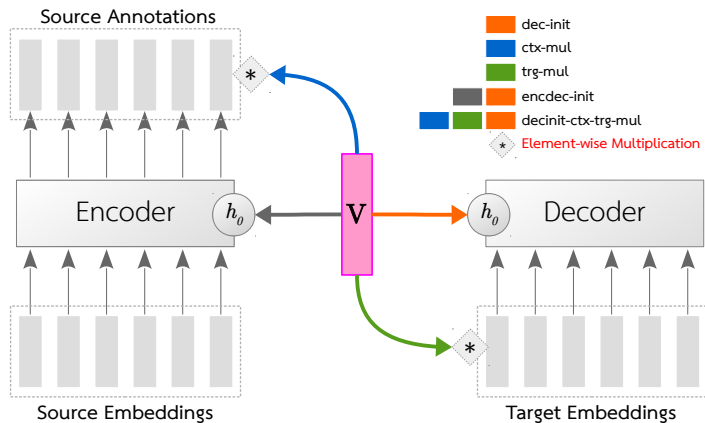 Source Annotations
dec-init
ctx-mul
trg-mul
encdec-init
decinit-ctx-trg-mul
* Element-wise Multiplication
*
Encoder
h0
V
h0
Decoder
*
Source Embeddings
Target Embeddings